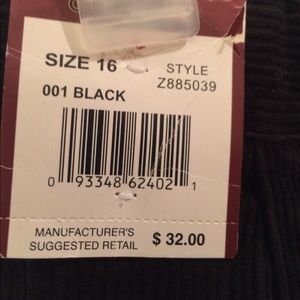 SIZE 16 STYLE
Z885039
001 BLACK
0 93348 62402 1
MANUFACTURER'S
SUGGESTED RETAIL $ 32.00